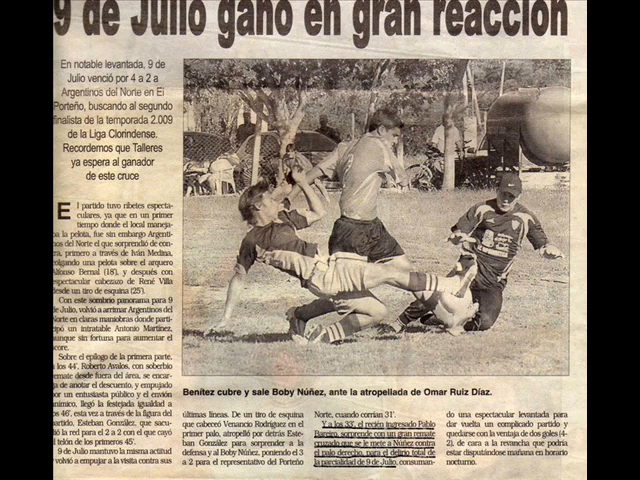 9 de Julio ganó en gran reacción
En notable levantada, 9 de
Julio venció por 4 a 2 a
Argentinos del Norte en El
Porteño, buscando al segundo
finalista de la temporada 2.009
de la Liga Clorindense.
Recordemos que Talleres
ya espera al ganador
de este cruce
El partido tuvo ribetes especta-
culares, ya que en un primer
tiempo donde el local maneja-
ba la pelota, fue sin embargo Argenti-
nos del Norte el que sorprendió de con-
tra, primero a través de Iván Medina,
colgando una pelota sobre el arquero
Alfonso Bernal (18'), y después con
espectacular cabezazo de René Villa
desde un tiro de esquina (25').
Con este sombrio panorama para 9
de Julio, volvió a arrimar Argentinos del
Norte en claras maniobras donde parti-
cipó un intratable Antonio Martínez,
aunque sin fortuna para aumentar el
score.
Sobre el epílogo de la primera parte,
a los 44'. Roberto Avalos, con soberbio
remate desde fuera del área, se encar-
ga de anotar el descuento, y empujado
por un entusiasta público y el envión
anímico, llegó la festejada igualdad a
los 46', esta vez a través de la figura del
partido, Esteban González, que sacu-
dió la red para el 2 a 2 con el que cayó
el telón de los primeros 45'.
9 de Julio mantuvo la misma actitud
y volvió a empujar a la visita contra sus
Benítez cubre y sale Boby Núñez, ante la atropellada de Omar Ruiz Díaz.
últimas líneas. De un tiro de esquina
que cabeceó Venancio Rodríguez en el
primer palo, atropelló por detrás Este-
ban González para sorprender a la
defensa y al Boby Núñez, poniendo el 3
a 2 para el representativo del Porteño
Norte, cuando corrian 31'.
Y a los 33', el recién ingresado Pablo
Barreiro, sorprende con un gran remate
cruzado que se le mete a Núñez contra
el palo derecho, para el delirio total de
la parcialidad de 9 de Julio, consuman-
do una espectacular levantada para
dar vuelta un complicado partido y
quedarse con la ventaja de dos goles (4-
2), de cara a la revancha que podría
estar disputándose mañana en horario
nocturno.